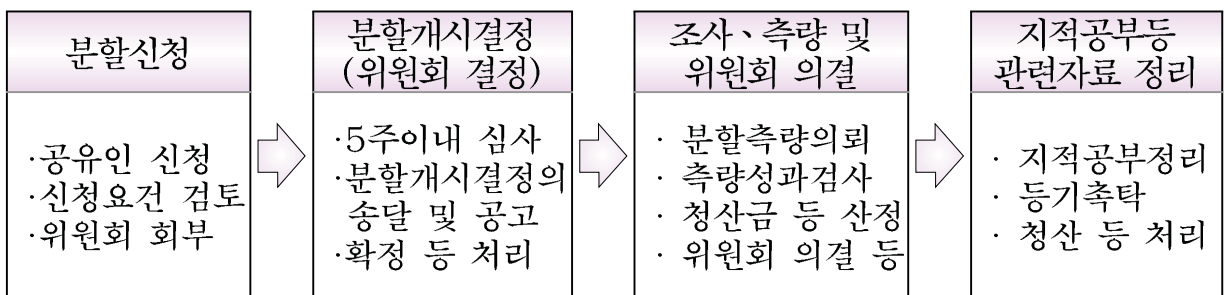 분할신청
·공유인 신청
·신청요건 검토
·위원회 회부
분할개시결정
(위원회 결정)
·5주이내 심사
·분할개시결정의
송달 및 공고
·확정 등 처리
조사、측량 및
위원회 의결
· 분할측량의뢰
· 측량성과검사
· 청산금 등 산정
· 위원회 의결 등
지적공부등
관련자료 정리
· 지적공부정리
· 등기촉탁
· 청산 등 처리